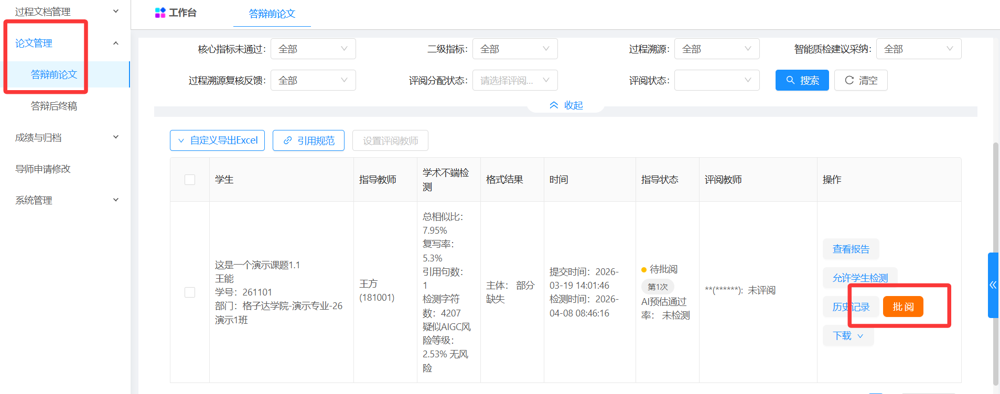 过程文档管理
论文管理
答辩前论文
答辩后终稿
成绩与归档
导师申请修改
系统管理
工作台
答辩前论文
核心指标未通过: 全部
二级指标: 全部
过程溯源: 全部
智能质检建议采纳: 全部
过程溯源复核反馈: 全部
评阅分配状态: 请选择评阅...
评阅状态:
搜索
清空
收起
自定义导出Excel
引用规范
设置评阅教师
学生
指导教师
学术不端检
测
格式结果
时间
指导状态
评阅教师
操作
这是一个演示课题1.1
王能
学号：261101
部门：格子达学院-演示专业-26
演示1班
王方
(181001)
总相似比：
7.95%
复写率：
5.3%
引用句数：
1
检测字符
数：4207
疑似AIGC风
险等级：
2.53% 无风
险
主体： 部分
缺失
提交时间：2026-
03-19 14:01:46
检测时间：2026-
04-08 08:46:16
待批阅
第1次
AI预估通过
率： 未检测
**(******)：未评阅
查看报告
允许学生检测
历史记录
批 阅
下载